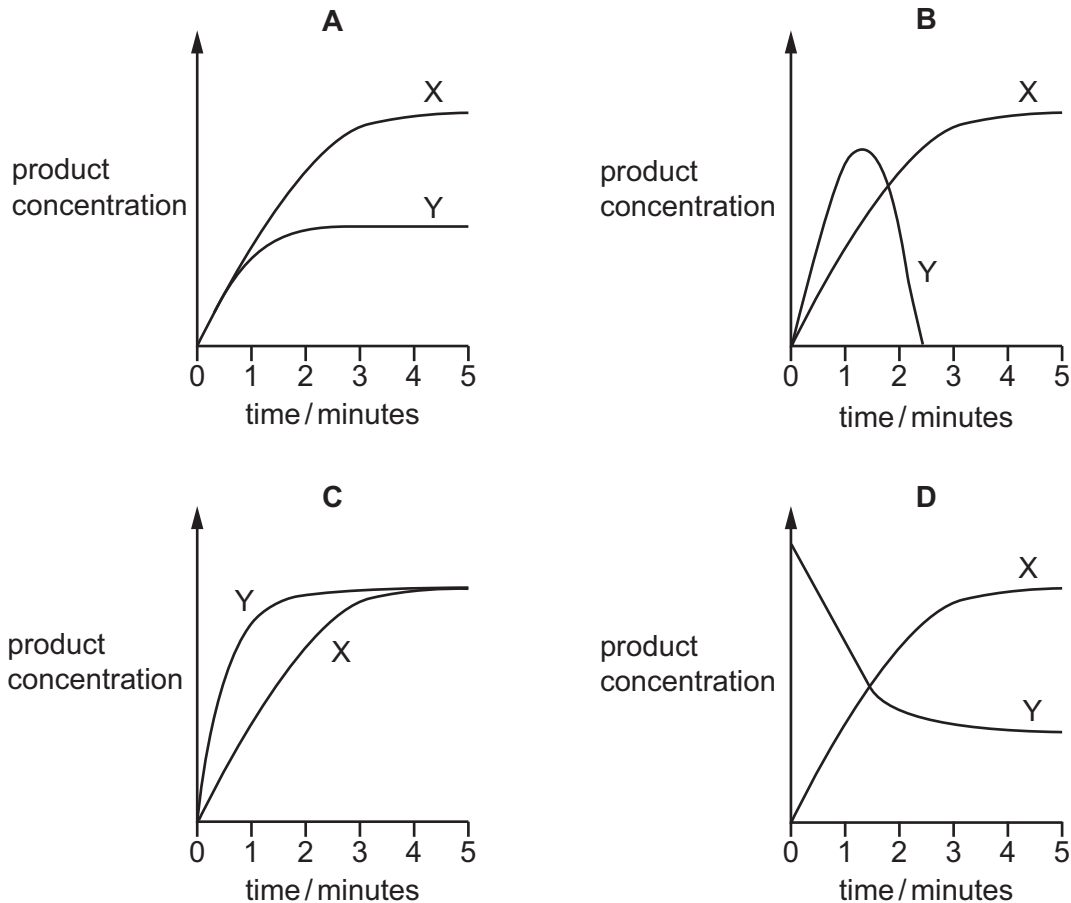 A
X
product
concentration
Y
0 1 2 3 4 5
time / minutes
B
X
product
concentration
Y
0 1 2 3 4 5
time / minutes
C
Y
product
concentration
X
0 1 2 3 4 5
time / minutes
D
X
product
concentration
Y
0 1 2 3 4 5
time / minutes